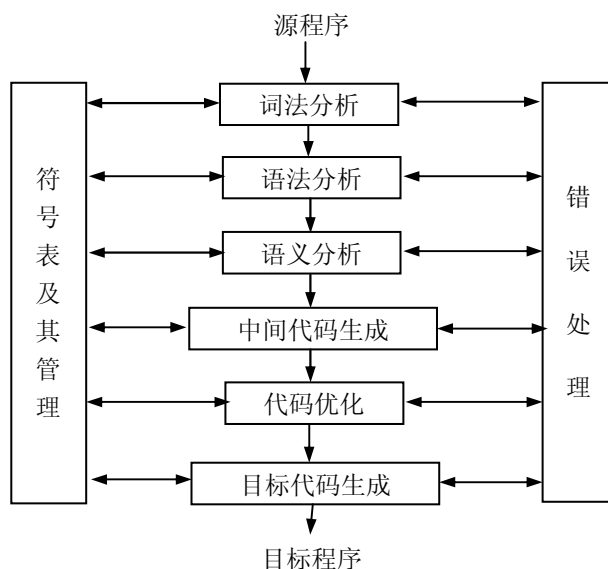 源程序
词法分析
语法分析
语义分析
中间代码生成
代码优化
目标代码生成
目标程序
符号表及其管理
错误处理